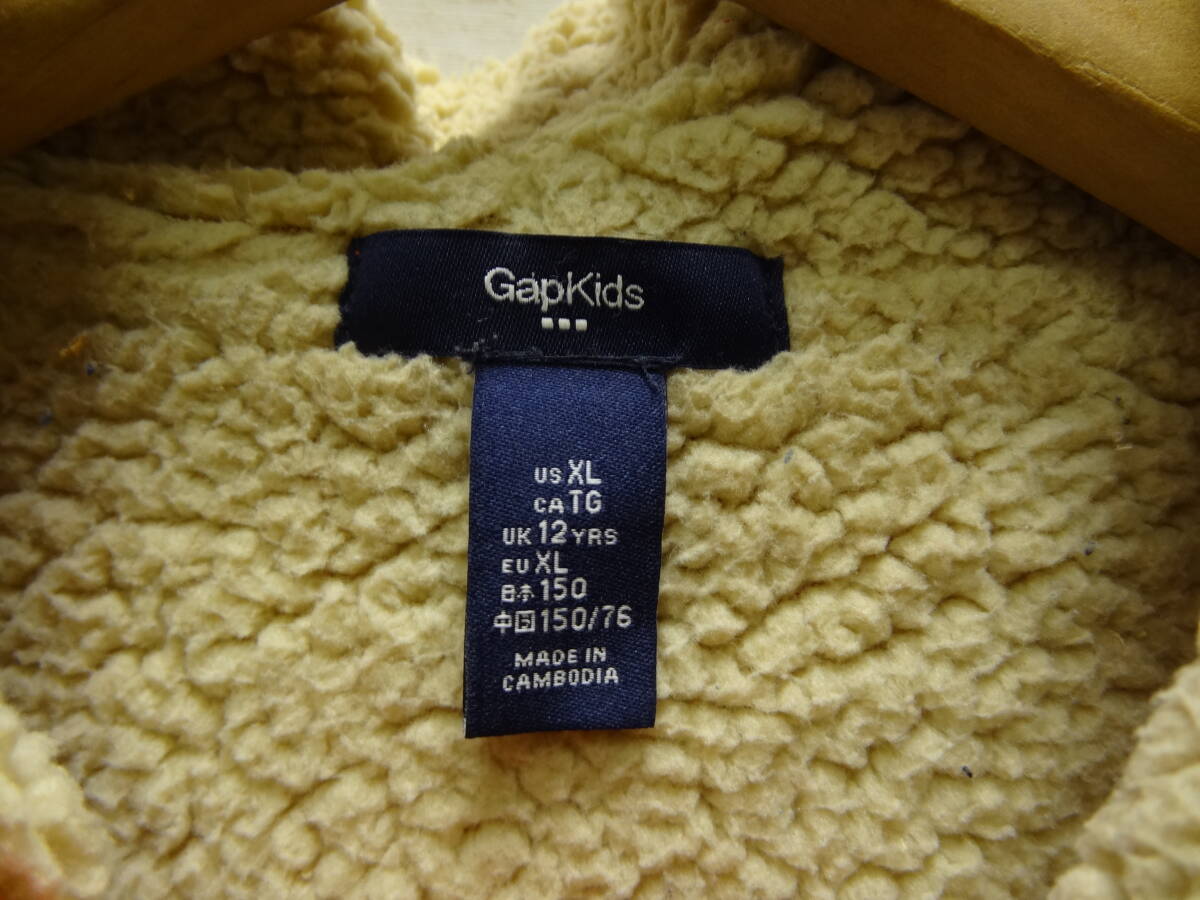 GapKids
US XL
CA TG
UK 12 YRS
EU XL
日本 150
中国 150/76
MADE IN
CAMBODIA